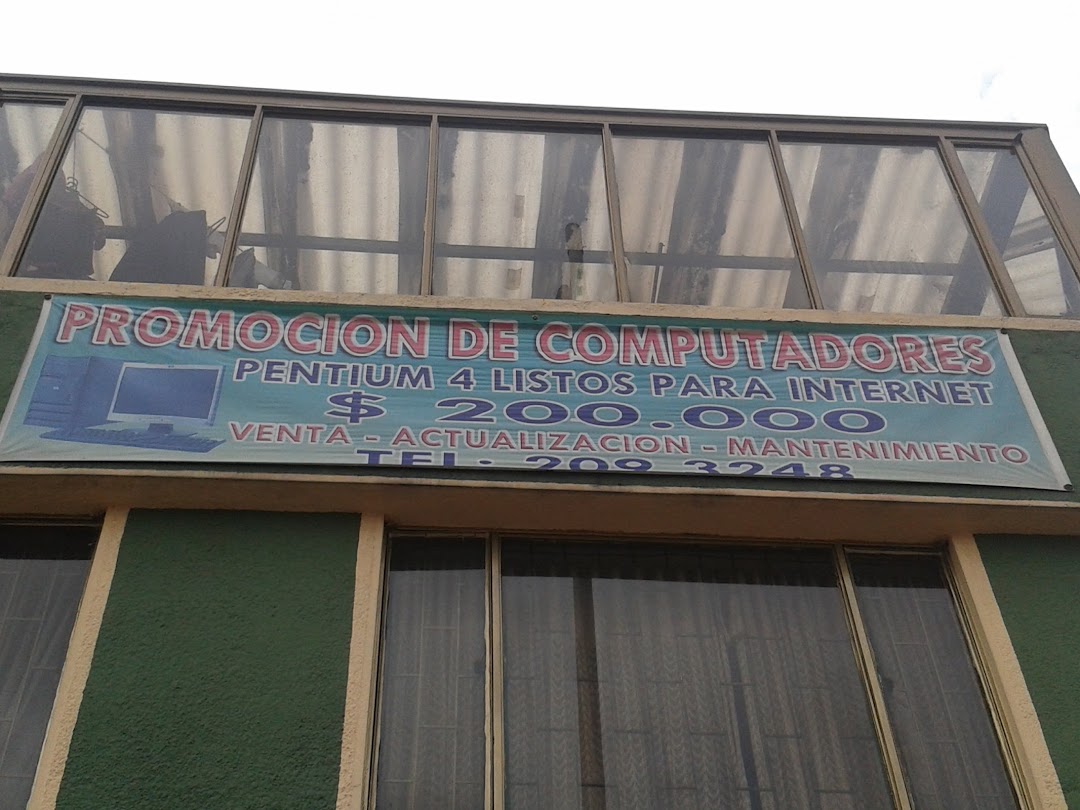 PROMOCION DE COMPUTADORES
PENTIUM 4 LISTOS PARA INTERNET
$ 200.000
VENTA - ACTUALIZACION - MANTENIMIENTO
TEL: 209 3248